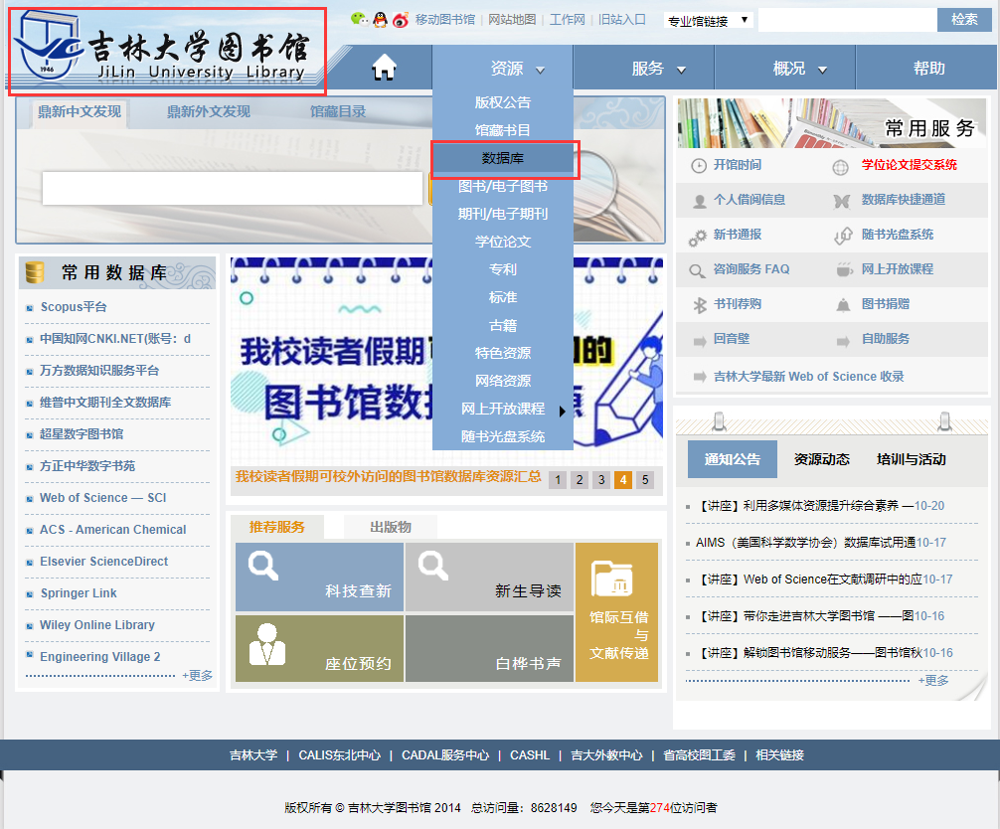 移动图书馆 | 网站地图 | 工作网 | 旧站入口
专业馆链接
检索
1946
吉林大学图书馆
JiLin University Library
资源
服务
概况
帮助
版权公告
馆藏书目
数据库
图书/电子图书
期刊/电子期刊
学位论文
专利
标准
古籍
特色资源
网络资源
网上开放课程
随书光盘系统
鼎新中文发现
鼎新外文发现
馆藏目录
常用数据库
Scopus平台
中国知网CNKI.NET(账号：d
万方数据知识服务平台
维普中文期刊全文数据库
超星数字图书馆
方正中华数字书苑
Web of Science — SCI
ACS - American Chemical
Elsevier ScienceDirect
Springer Link
Wiley Online Library
Engineering Village 2
+更多
我校读者假期
的
图书馆数
源
我校读者假期可校外访问的图书馆数据库资源汇总
1 2 3 4 5
推荐服务
出版物
科技查新
新生导读
座位预约
白桦书声
馆际互借
与
文献传递
常用服务
开馆时间
学位论文提交系统
个人借阅信息
数据库快捷通道
新书通报
随书光盘系统
咨询服务 FAQ
网上开放课程
书刊荐购
图书捐赠
回音壁
自助服务
吉林大学最新 Web of Science 收录
通知公告
资源动态
培训与活动
【讲座】利用多媒体资源提升综合素养 —10-20
AIMS（美国科学数学协会）数据库试用通10-17
【讲座】Web of Science在文献调研中的应10-17
【讲座】带你走进吉林大学图书馆 ——图10-16
【讲座】解锁图书馆移动服务——图书馆秋10-16
+更多
吉林大学 | CALIS东北中心 | CADAL服务中心 | CASHL | 吉大外教中心 | 省高校图工委 | 相关链接
版权所有 © 吉林大学图书馆 2014 总访问量：8628149 您今天是第274位访问者